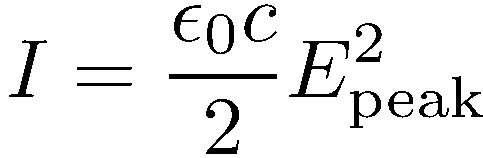 I = \frac{\epsilon_0 c}{2} E_{\text{peak}}^2